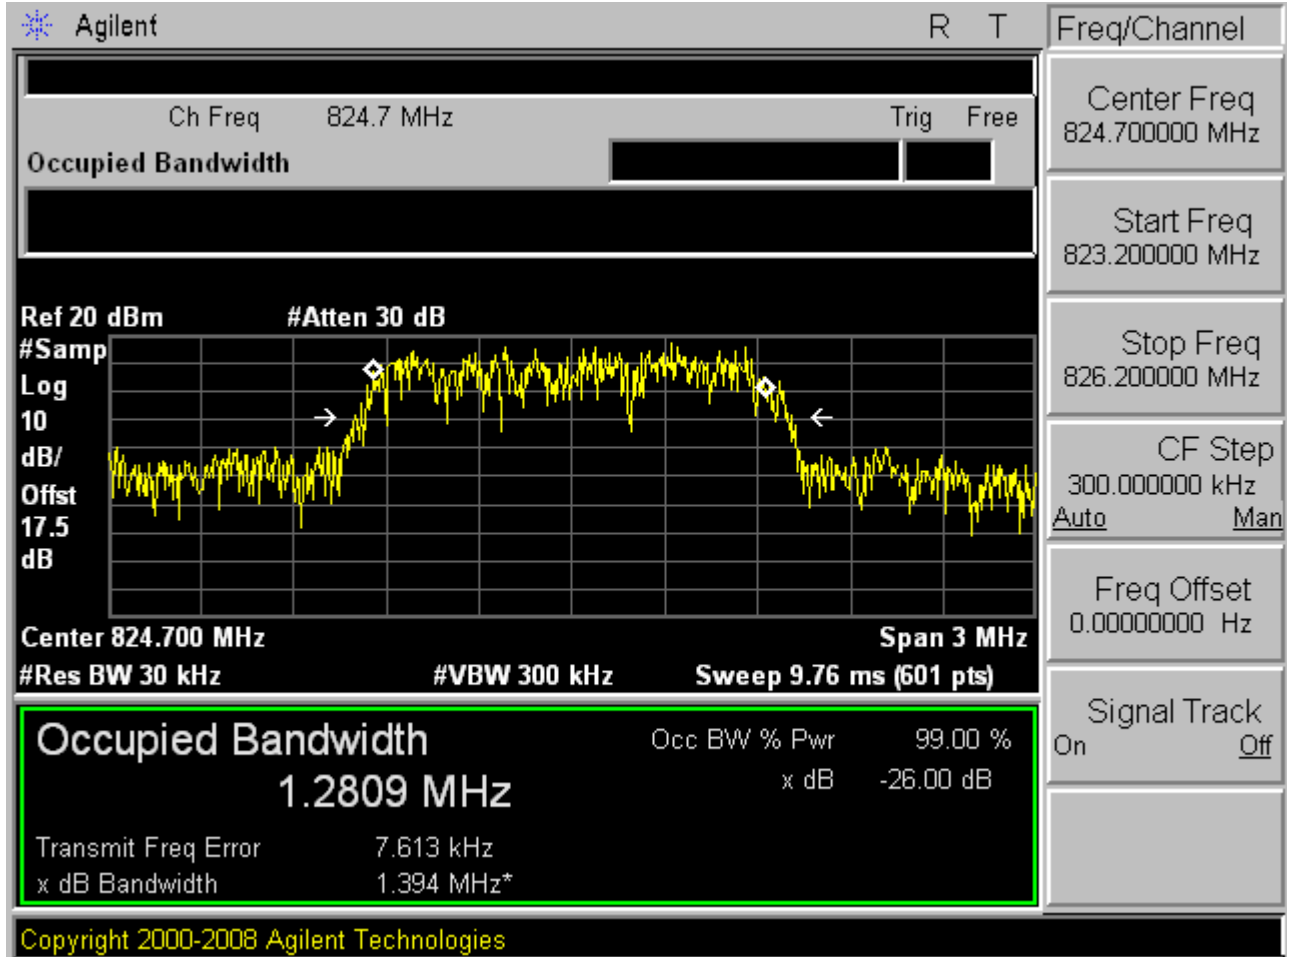 Agilent R T
Freq/Channel
Ch Freq 824.7 MHz Trig Free
Occupied Bandwidth
Center Freq
824.700000 MHz
Start Freq
823.200000 MHz
Stop Freq
826.200000 MHz
CF Step
300.000000 kHz
Auto Man
Freq Offset
0.00000000 Hz
Signal Track
On Off
Ref 20 dBm #Atten 30 dB
#Samp
Log
10
dB/
Offst
17.5
dB
Center 824.700 MHz Span 3 MHz
#Res BW 30 kHz #VBW 300 kHz Sweep 9.76 ms (601 pts)
Occupied Bandwidth Occ BW % Pwr 99.00 %
1.2809 MHz x dB -26.00 dB
Transmit Freq Error 7.613 kHz
x dB Bandwidth 1.394 MHz*
Copyright 2000-2008 Agilent Technologies